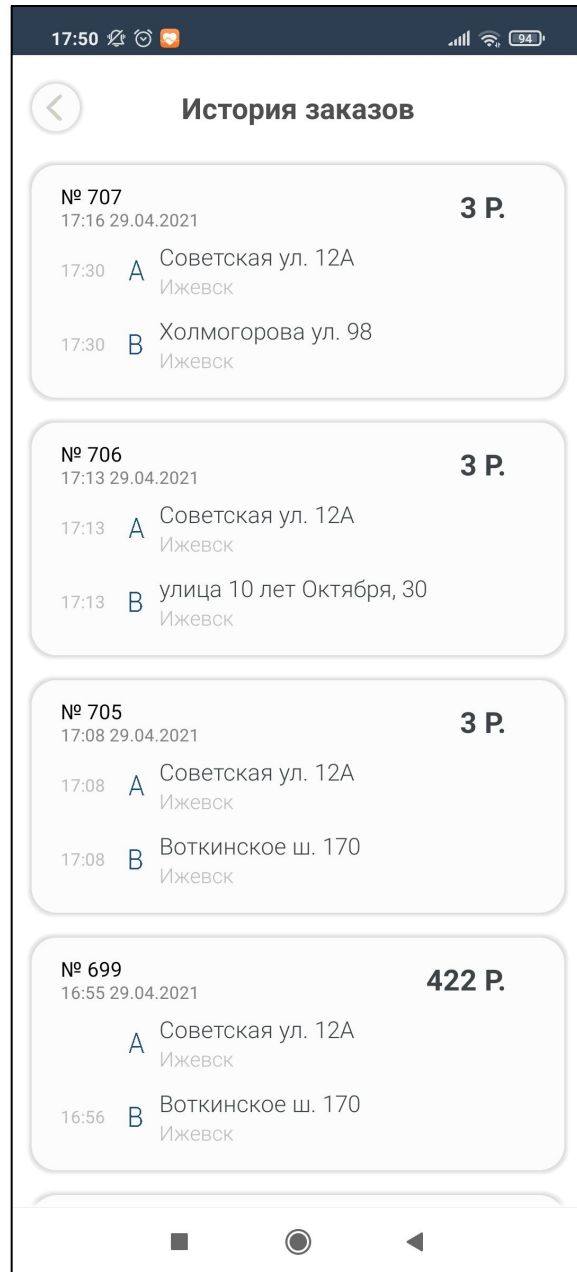 17:50 94
История заказов
№ 707
3 Р.
17:16 29.04.2021
17:30 A Советская ул. 12А
Ижевск
17:30 B Холмогорова ул. 98
Ижевск
№ 706
3 Р.
17:13 29.04.2021
17:13 A Советская ул. 12А
Ижевск
17:13 B улица 10 лет Октября, 30
Ижевск
№ 705
3 Р.
17:08 29.04.2021
17:08 A Советская ул. 12А
Ижевск
17:08 B Воткинское ш. 170
Ижевск
№ 699
422 Р.
16:55 29.04.2021
A Советская ул. 12А
Ижевск
16:56 B Воткинское ш. 170
Ижевск